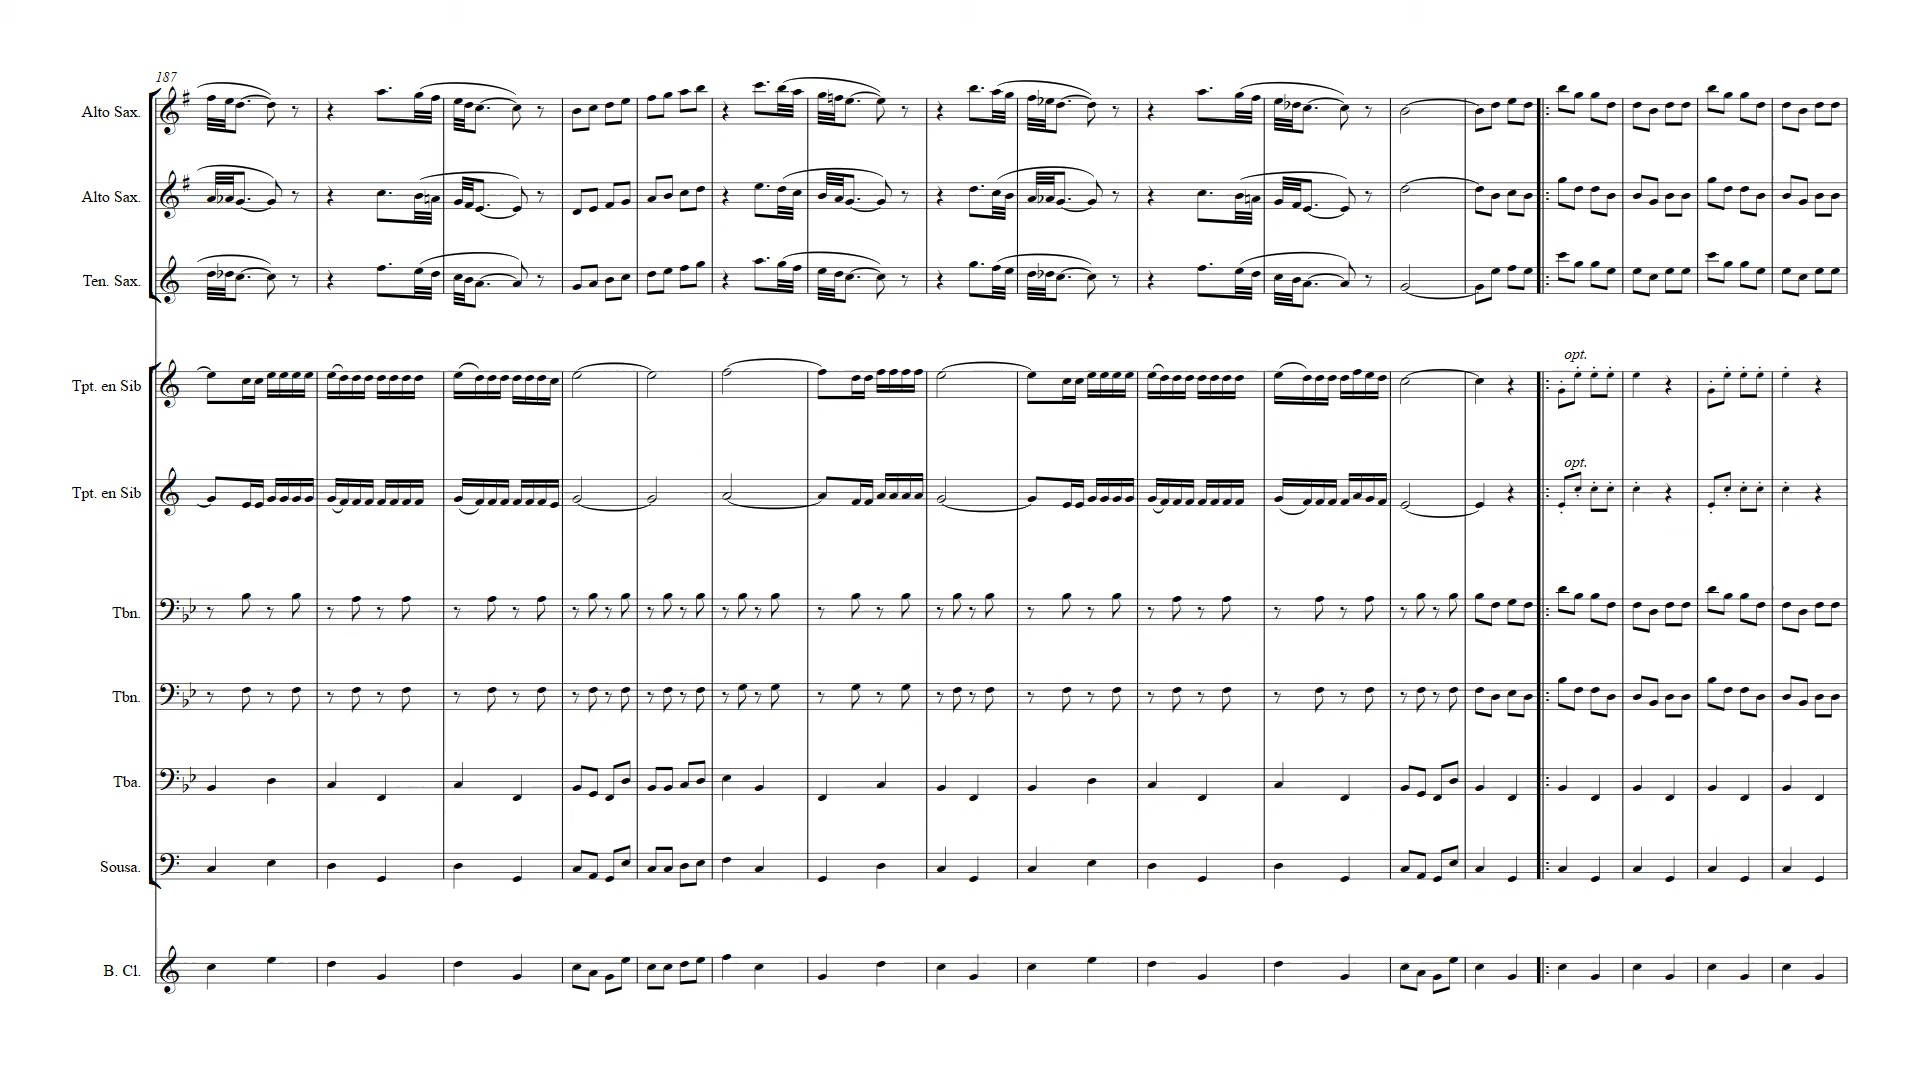 187
Alto Sax.
Alto Sax.
Ten. Sax.
opt.
Tpt. en Sib
opt.
Tpt. en Sib
Tbn.
Tbn.
Tba.
Sousa.
B. Cl.